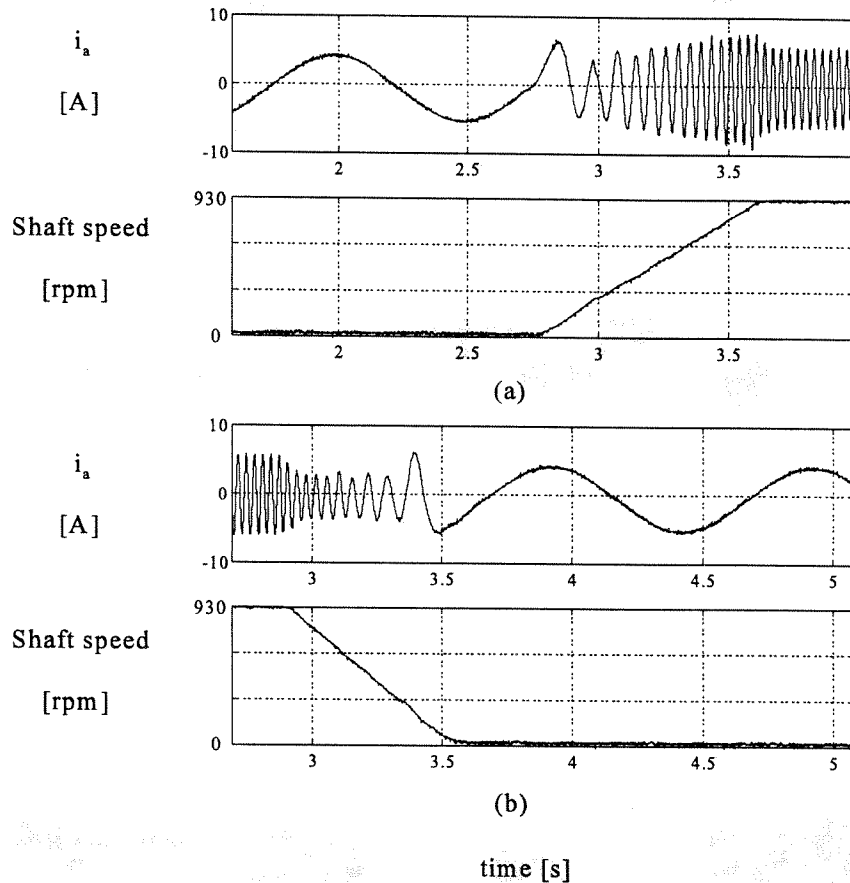 10
i_a
0
[A]
-10
2 2.5 3 3.5
930
Shaft speed
[rpm]
0
2 2.5 3 3.5
(a)
10
i_a
0
[A]
-10
3 3.5 4 4.5 5
930
Shaft speed
[rpm]
0
3 3.5 4 4.5 5
(b)
time [s]